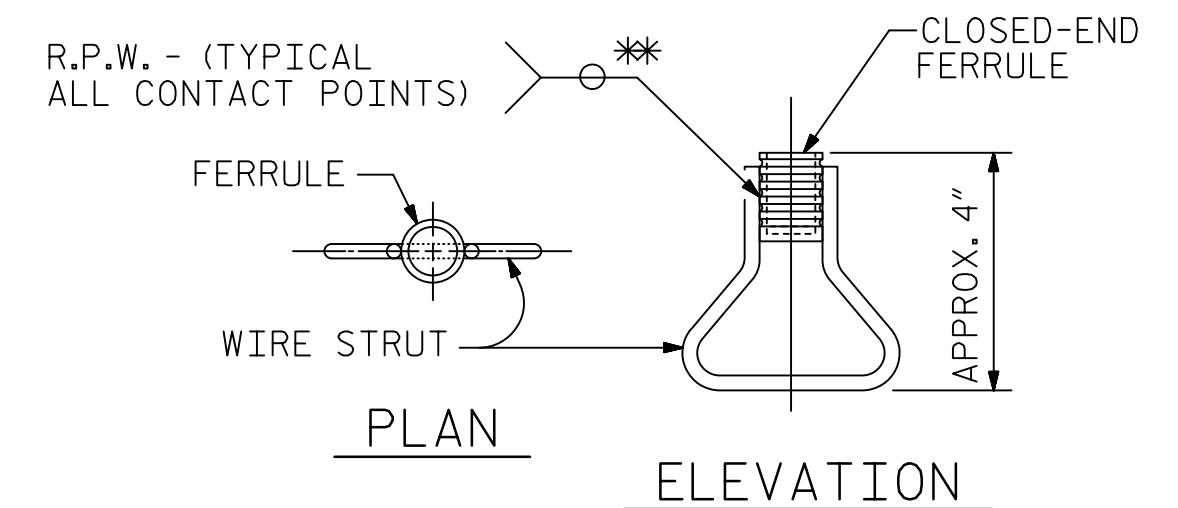 R.P.W. - (TYPICAL
ALL CONTACT POINTS)
**
CLOSED-END
FERRULE
FERRULE
APPROX. 4"
WIRE STRUT
PLAN
ELEVATION